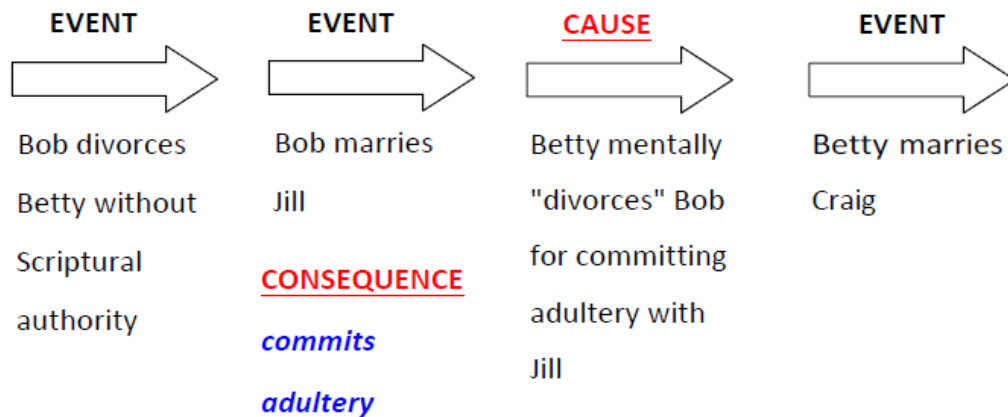 EVENT
Bob divorces
Betty without
Scriptural
authority
EVENT
Bob marries
Jill
CONSEQUENCE
commits
adultery
CAUSE
Betty mentally
"divorces" Bob
for committing
adultery with
Jill
EVENT
Betty marries
Craig